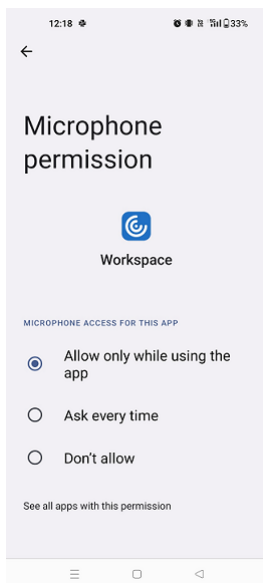 12:18 33%
Microphone
permission
Workspace
MICROPHONE ACCESS FOR THIS APP
Allow only while using the
app
Ask every time
Don't allow
See all apps with this permission